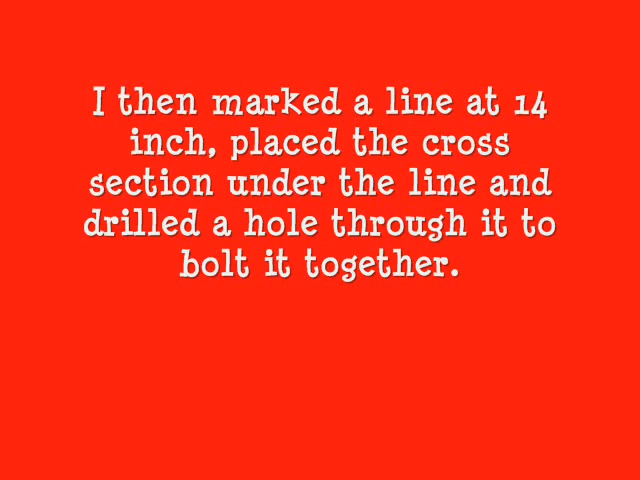 I then marked a line at 14
inch, placed the cross
section under the line and
drilled a hole through it to
bolt it together.